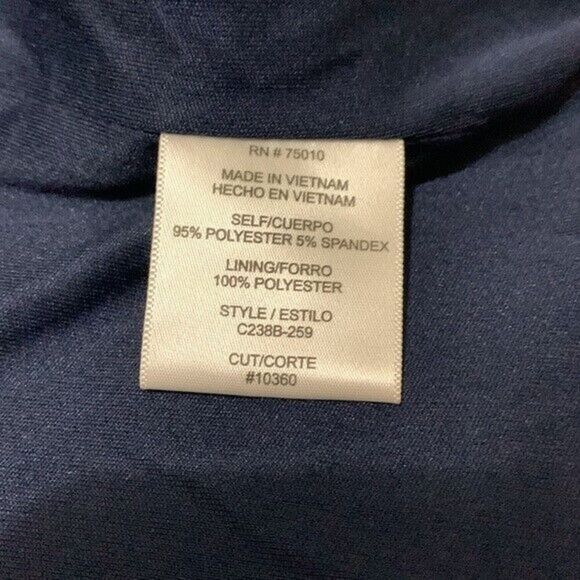 RN # 75010
MADE IN VIETNAM
HECHO EN VIETNAM
SELF/CUERPO
95% POLYESTER 5% SPANDEX
LINING/FORRO
100% POLYESTER
STYLE / ESTILO
C238B-259
CUT/CORTE
#10360